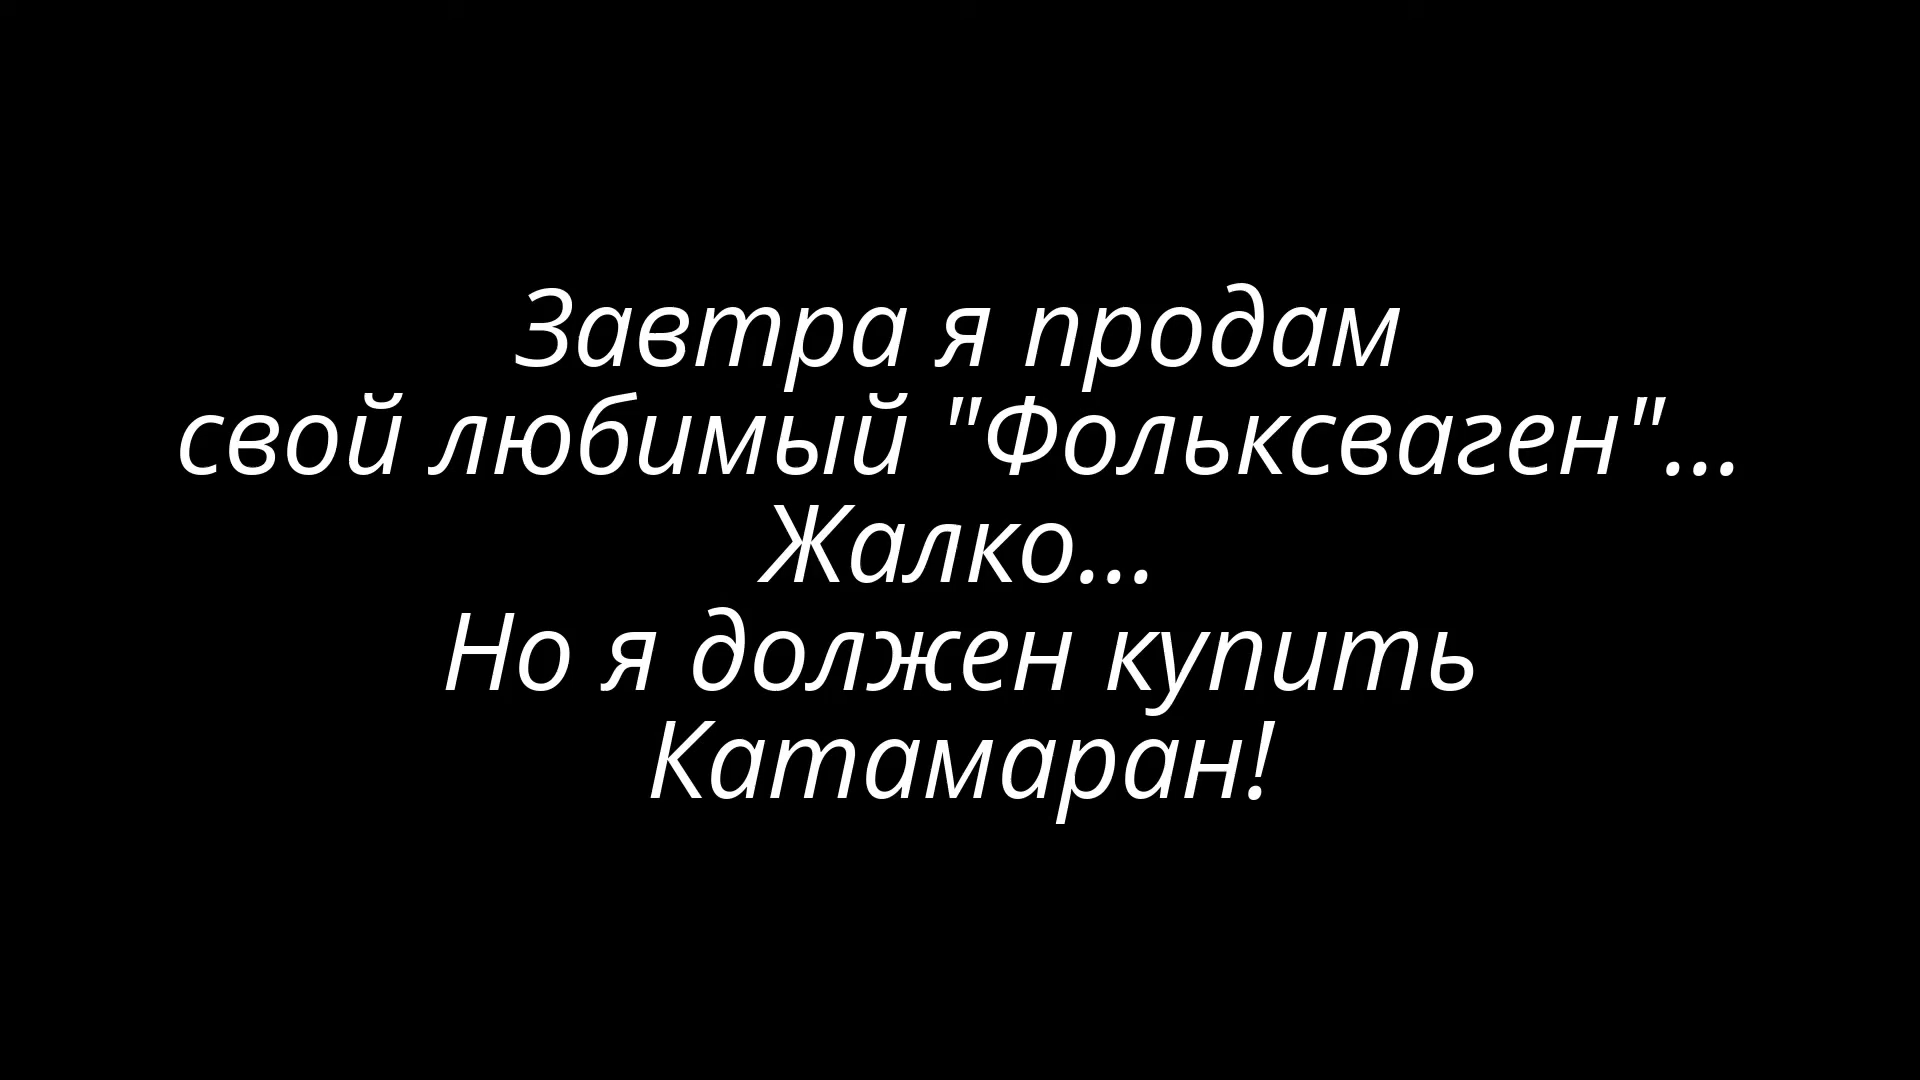 Завтра я продам
свой любимый "Фольксваген"...
Жалко...
Но я должен купить
Катамаран!